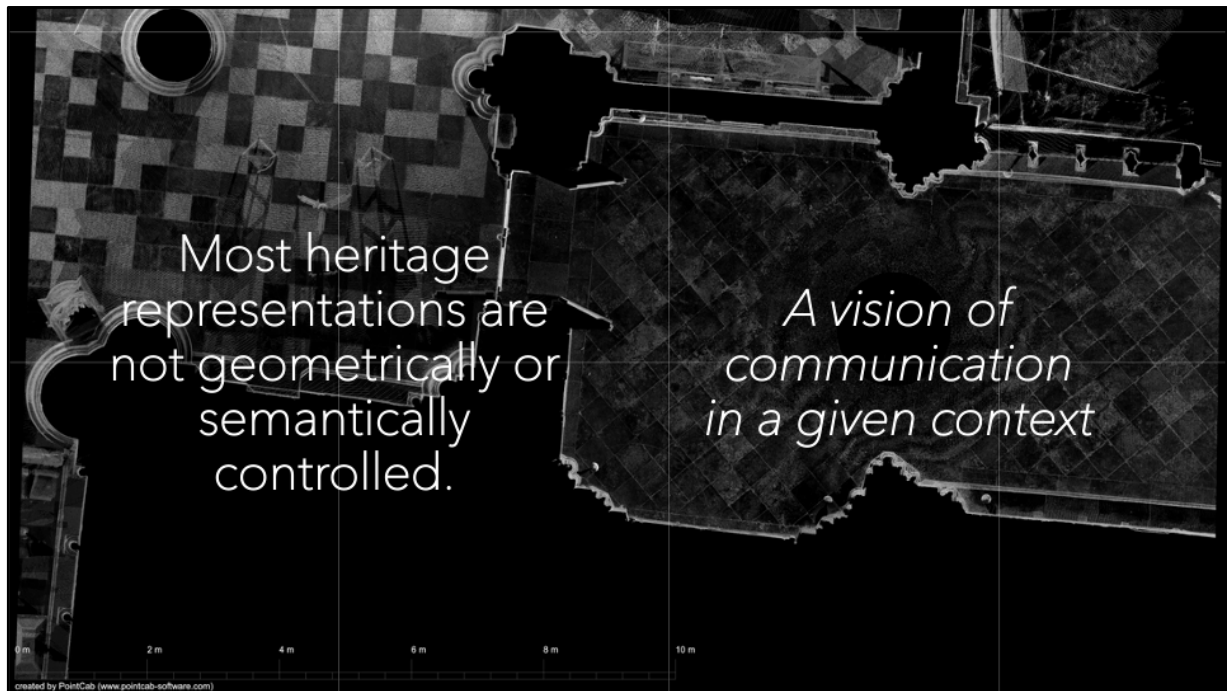 Most heritage
representations are
not geometrically or
semantically
controlled.
A vision of
communication
in a given context
0 m 2 m 4 m 6 m 8 m 10 m
created by PointCab (www.pointcab-software.com)